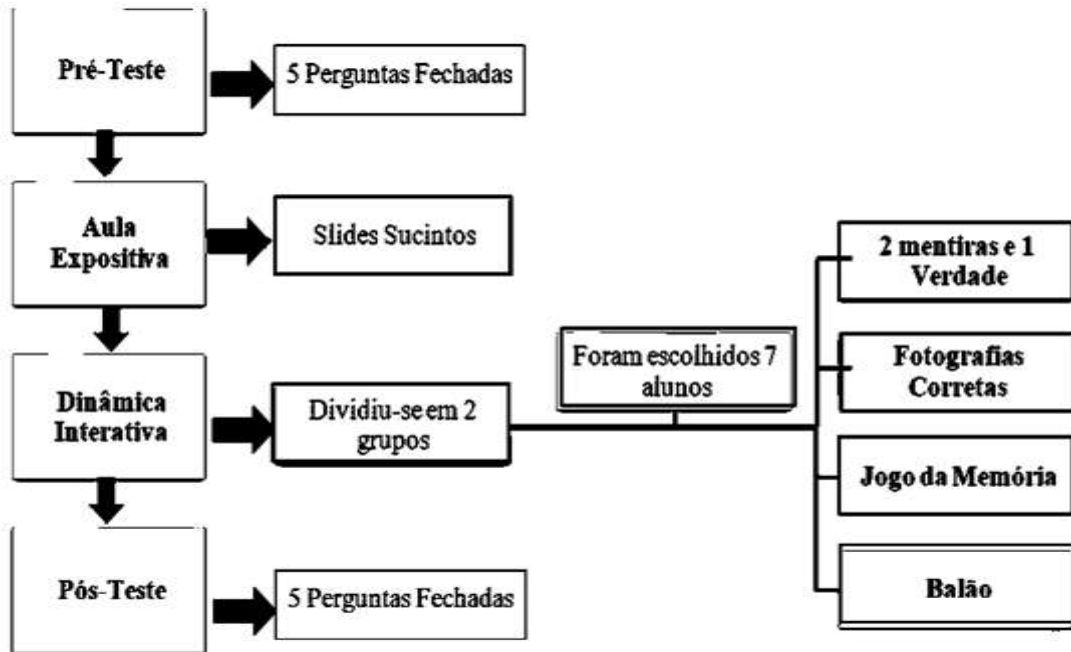 Pré-Teste
5 Perguntas Fechadas
Aula
Expositiva
Slides Sucintos
Dinâmica
Interativa
Dividiu-se em 2
grupos
Foram escolhidos 7
alunos
2 mentiras e 1
Verdade
Fotografias
Corretas
Jogo da Memória
Balão
Pós-Teste
5 Perguntas Fechadas